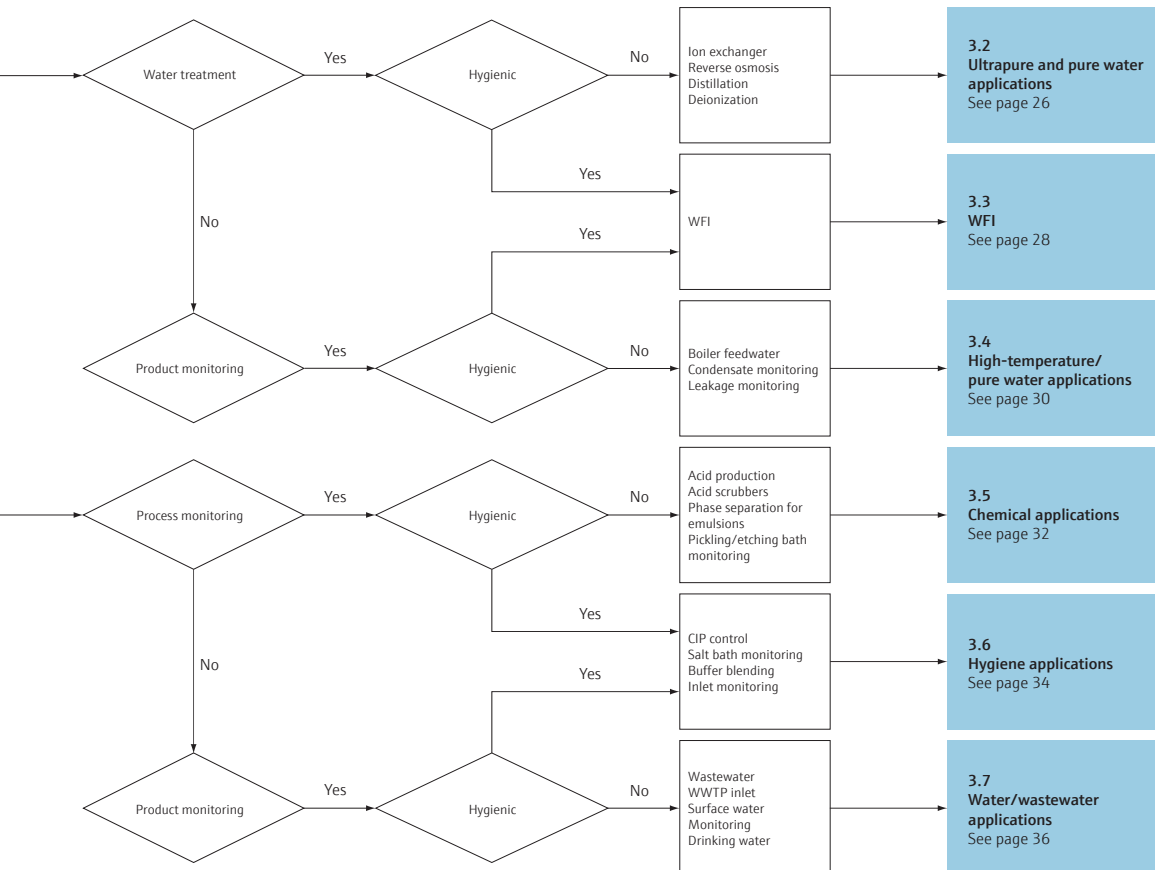 Water treatment
Yes
Hygienic
No
Ion exchanger
Reverse osmosis
Distillation
Deionization
3.2
Ultrapure and pure water
applications
See page 26
Yes
No
Yes
WFI
3.3
WFI
See page 28
Product monitoring
Yes
Hygienic
No
Boiler feedwater
Condensate monitoring
Leakage monitoring
3.4
High-temperature/
pure water applications
See page 30
Process monitoring
Yes
Hygienic
No
Acid production
Acid scrubbers
Phase separation for
emulsions
Pickling/etching bath
monitoring
3.5
Chemical applications
See page 32
Yes
No
Yes
CIP control
Salt bath monitoring
Buffer blending
Inlet monitoring
3.6
Hygiene applications
See page 34
Product monitoring
Yes
Hygienic
No
Wastewater
WWTP inlet
Surface water
Monitoring
Drinking water
3.7
Water/wastewater
applications
See page 36